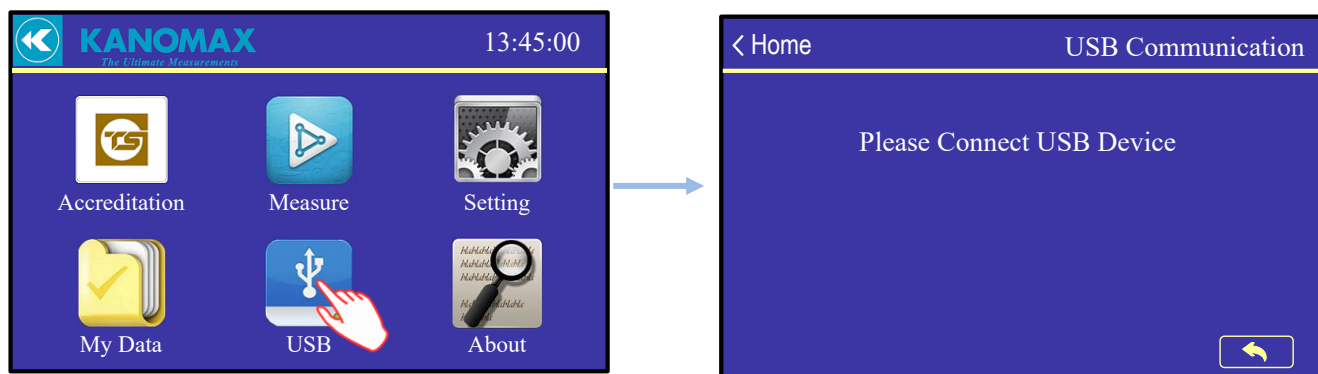 KANOMAX
The Ultimate Measurements
13:45:00
TS
Accreditation
Measure
Setting
My Data
USB
About
< Home
USB Communication
Please Connect USB Device